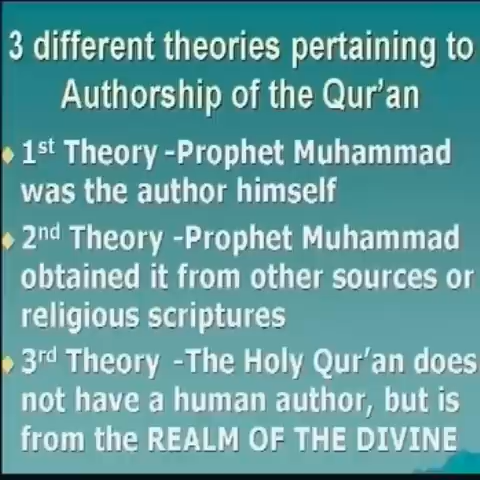 3 different theories pertaining to
Authorship of the Qur'an
1st Theory -Prophet Muhammad
was the author himself
2nd Theory -Prophet Muhammad
obtained it from other sources or
religious scriptures
3rd Theory -The Holy Qur'an does
not have a human author, but is
from the REALM OF THE DIVINE